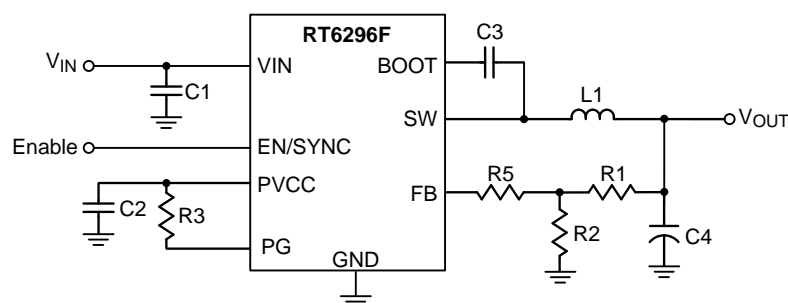 RT6296F
C3
VIN
VIN
BOOT
C1
L1
SW
VOUT
Enable
EN/SYNC
PVCC
FB
R5
R1
C2
R3
R2
C4
PG
GND